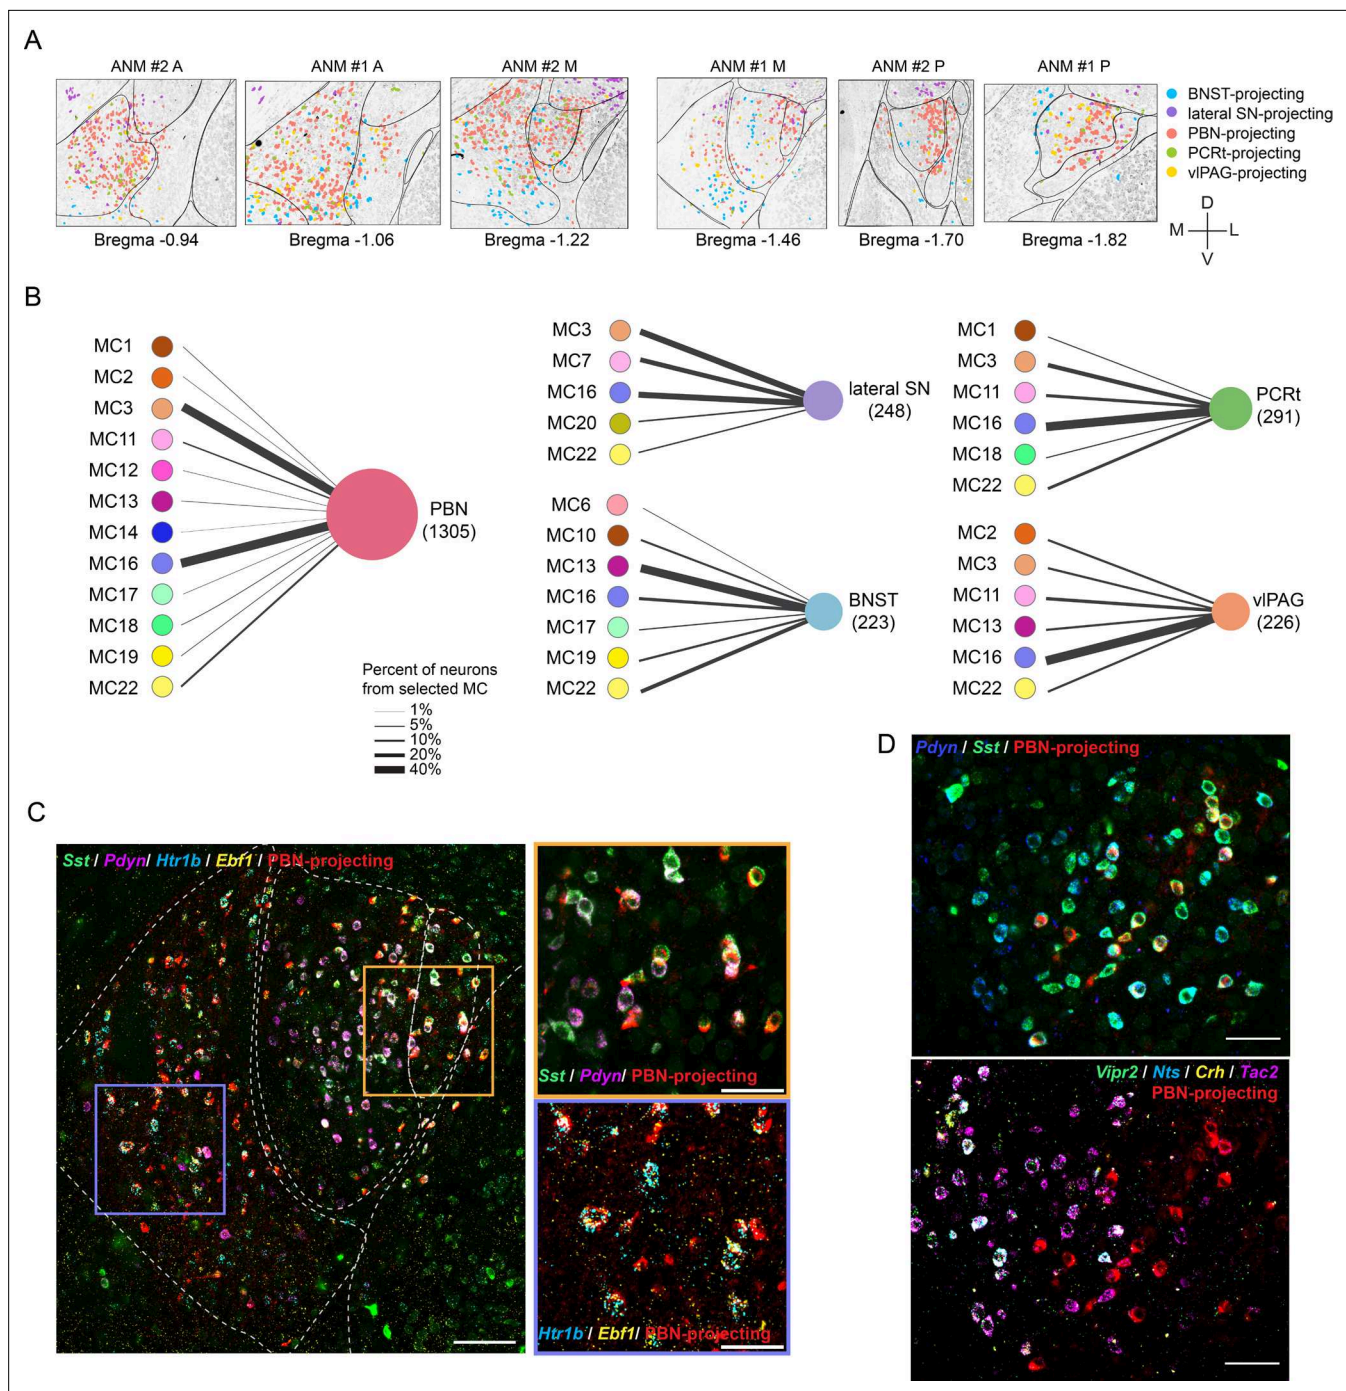 A
ANM #2 A
ANM #1 A
ANM #2 M
ANM #1 M
ANM #2 P
ANM #1 P
Bregma -0.94
Bregma -1.06
Bregma -1.22
Bregma -1.46
Bregma -1.70
Bregma -1.82
BNST-projecting
lateral SN-projecting
PBN-projecting
PCRt-projecting
vlPAG-projecting
D
M
L
V
B
MC1
MC2
MC3
MC11
MC12
MC13
MC14
MC16
MC17
MC18
MC19
MC22
PBN
(1305)
Percent of neurons
from selected MC
1%
5%
10%
20%
40%
MC3
MC7
MC16
MC20
MC22
lateral SN
(248)
MC6
MC10
MC13
MC16
MC17
MC19
MC22
BNST
(223)
MC1
MC3
MC11
MC16
MC18
MC22
PCRt
(291)
MC2
MC3
MC11
MC13
MC16
MC22
vlPAG
(226)
C
Sst / Pdyn/ Htr1b / Ebf1 / PBN-projecting
Sst / Pdyn/ PBN-projecting
Htr1b / Ebf1/ PBN-projecting
D
Pdyn / Sst / PBN-projecting
Vipr2 / Nts / Crh / Tac2
PBN-projecting